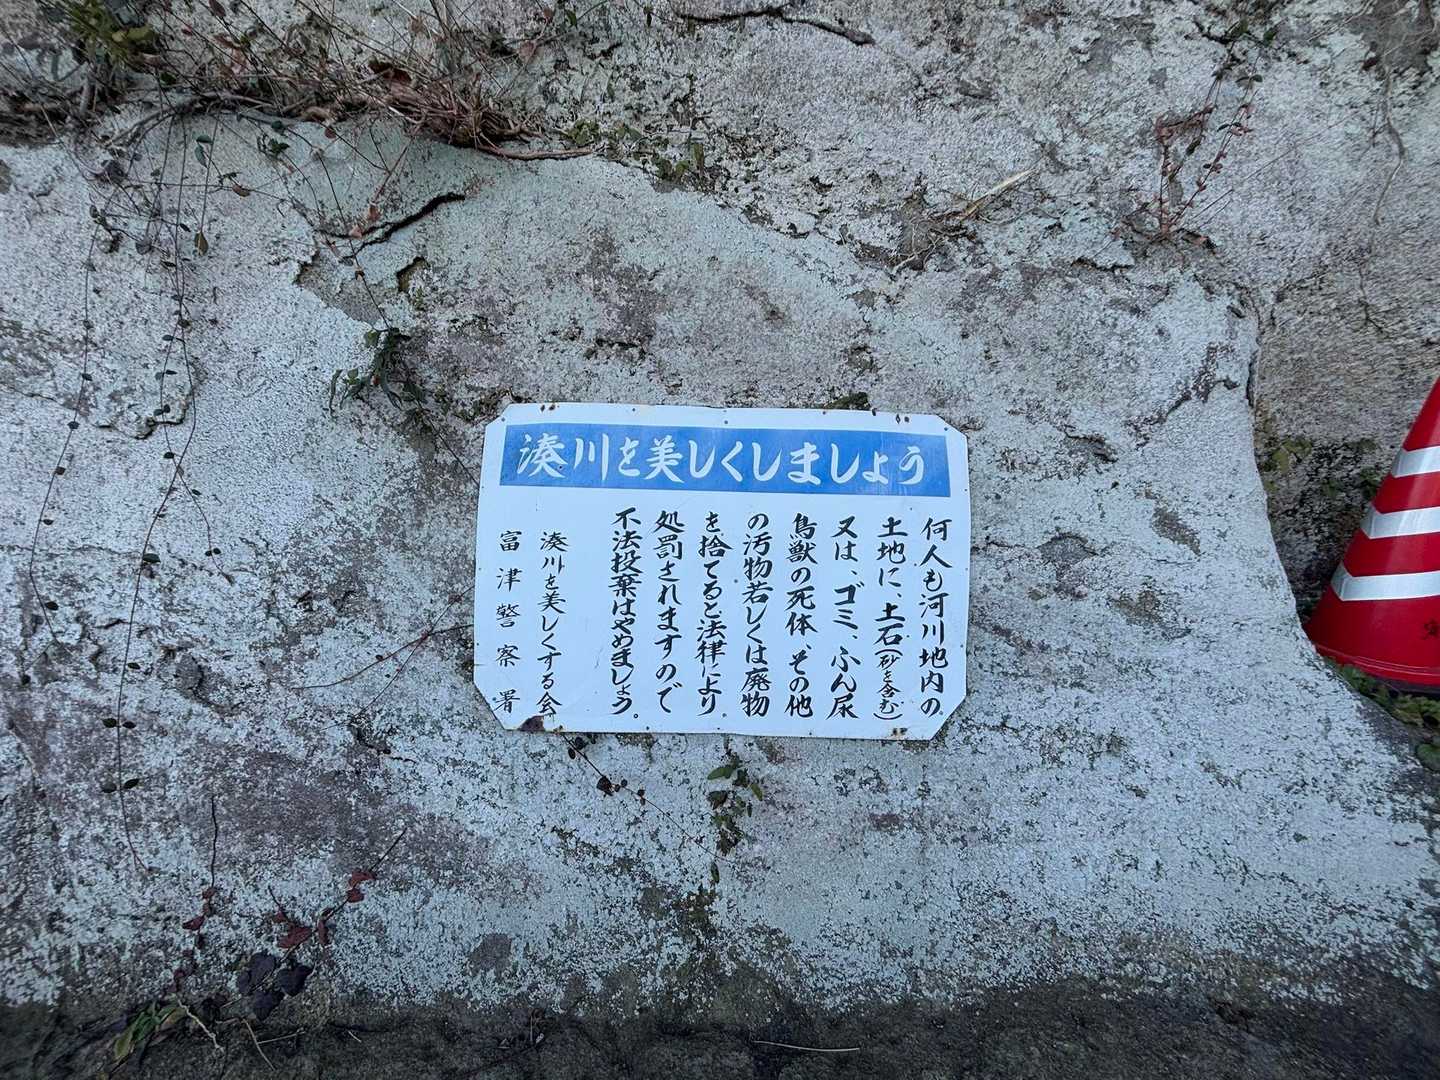 湊川を美しくしましょう
何人も河川地内の
土地に、土石(砂を含む)
又は、ゴミ、ふん尿
鳥獣の死体、その他
の汚物若しくは廃物
を捨てると法律により
処罰されますので
不法投棄はやめましょう。
湊川を美しくする会
富津警察署